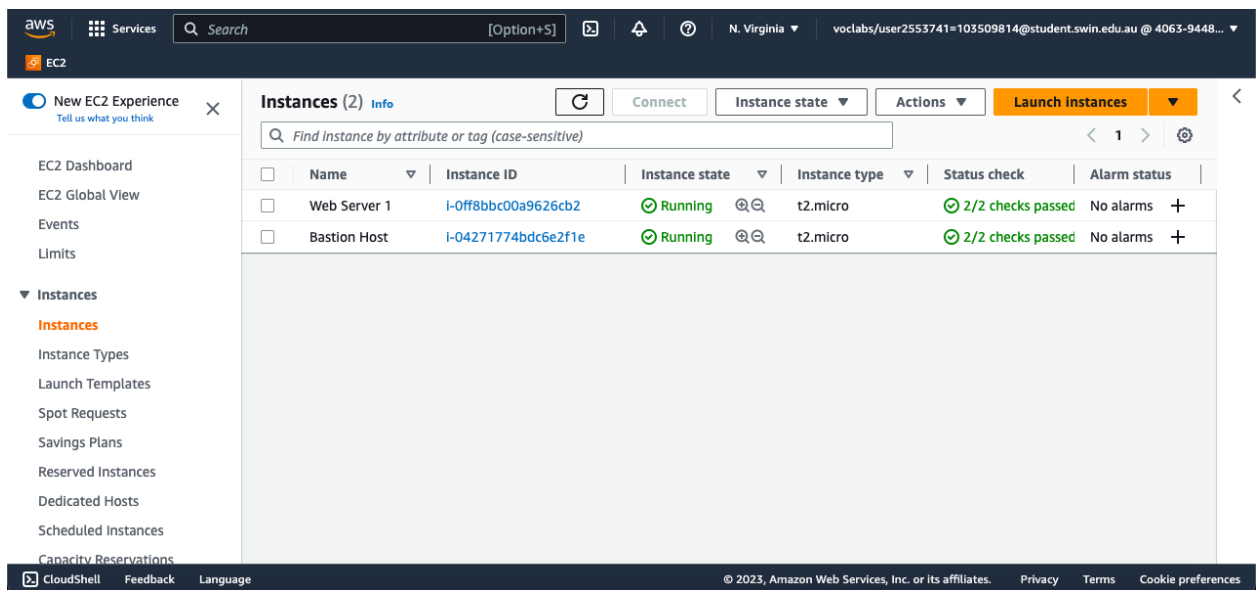 aws
Services
Search [Option+S]
N. Virginia
voclabs/user2553741=103509814@student.swin.edu.au @ 4063-9448...
EC2
New EC2 Experience
Tell us what you think
EC2 Dashboard
EC2 Global View
Events
Limits
Instances
Instances
Instance Types
Launch Templates
Spot Requests
Savings Plans
Reserved Instances
Dedicated Hosts
Scheduled Instances
Capacity Reservations
Instances (2) Info
Connect
Instance state
Actions
Launch instances
Find instance by attribute or tag (case-sensitive)
1
Name Instance ID Instance state Instance type Status check Alarm status
Web Server 1 i-0ff8bbc00a9626cb2 Running t2.micro 2/2 checks passed No alarms +
Bastion Host i-04271774bdc6e2f1e Running t2.micro 2/2 checks passed No alarms +
CloudShell Feedback Language © 2023, Amazon Web Services, Inc. or its affiliates. Privacy Terms Cookie preferences